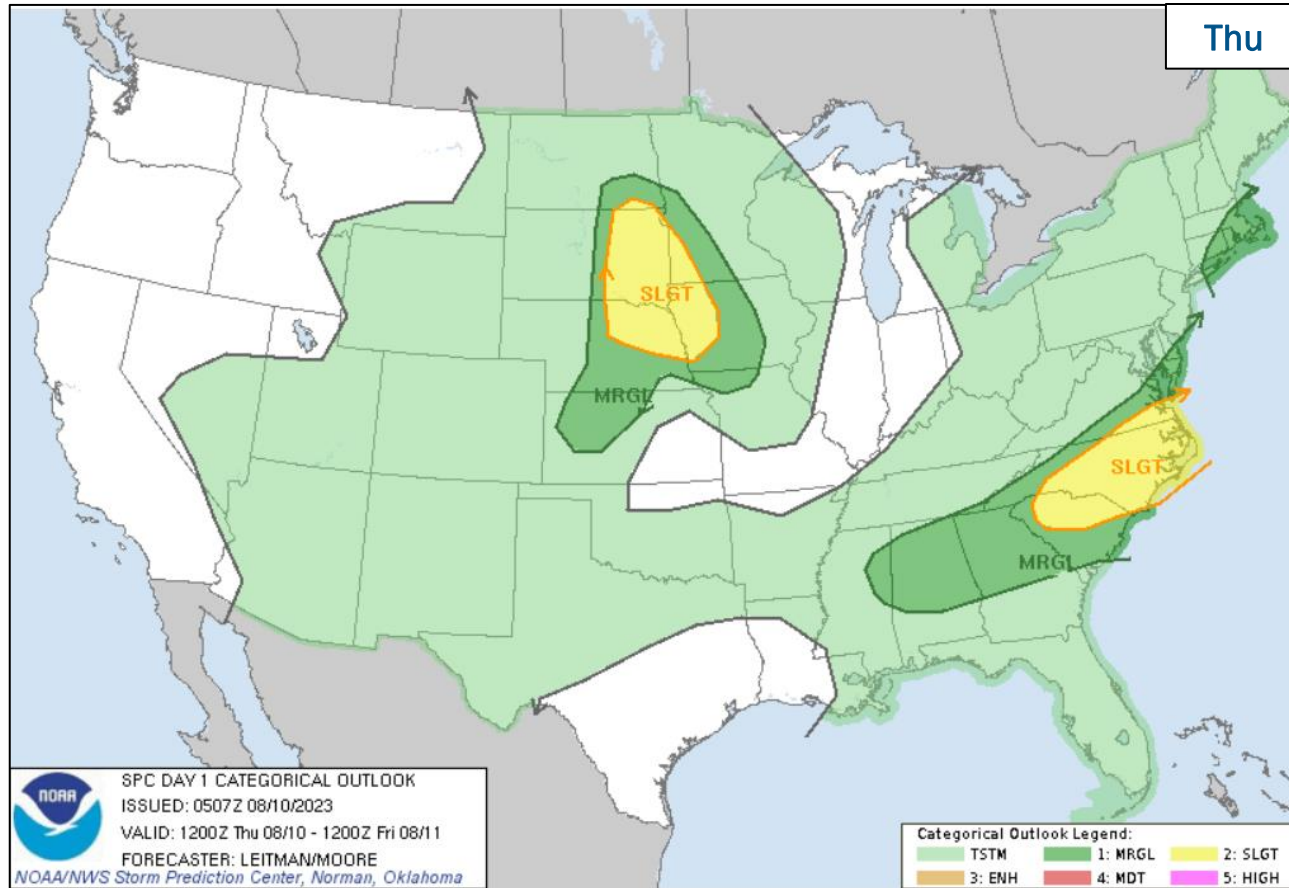 Thu
SLGT
MRGL
SLGT
MRGL
NOAA
SPC DAY 1 CATEGORICAL OUTLOOK
ISSUED: 0507Z 08/10/2023
VALID: 1200Z Thu 08/10 - 1200Z Fri 08/11
FORECASTER: LEITMAN/MOORE
NOAA/NWS Storm Prediction Center, Norman, Oklahoma
Categorical Outlook Legend:
TSTM 1: MRGL 2: SLGT
3: ENH 4: MDT 5: HIGH